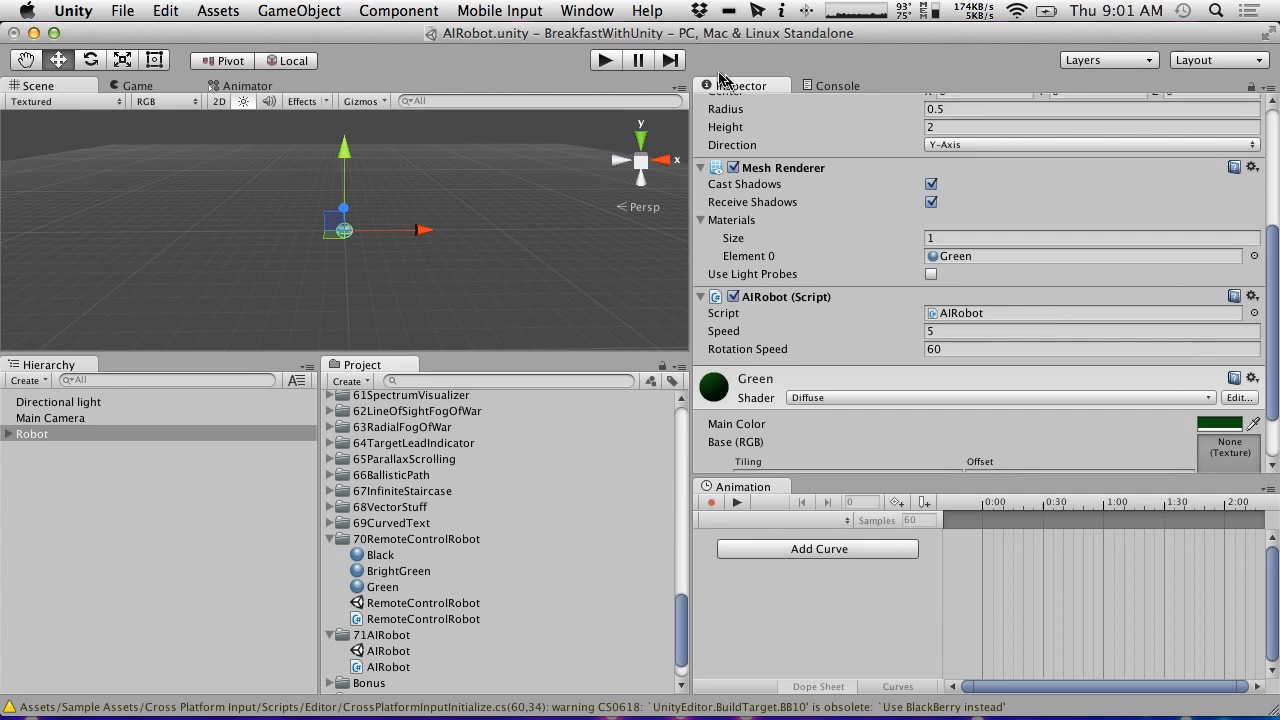 Unity File Edit Assets GameObject Component Mobile Input Window Help 93° 75° MEM 174KB/s 5KB/s Thu 9:01 AM
AIRobot.unity - BreakfastWithUnity - PC, Mac & Linux Standalone
Pivot Local Layers Layout
Scene Game Animator
Textured RGB 2D Effects Gizmos All
y
x
Persp
Inspector Console
Radius 0.5
Height 2
Direction Y-Axis
Mesh Renderer
Cast Shadows
Receive Shadows
Materials
Size 1
Element 0 Green
Use Light Probes
AIRobot (Script)
Script AIRobot
Speed 5
Rotation Speed 60
Green
Shader Diffuse Edit...
Main Color
Base (RGB) None
(Texture)
Tiling Offset
Hierarchy
Create All
Directional light
Main Camera
Robot
Project
Create
61SpectrumVisualizer
62LineOfSightFogOfWar
63RadialFogOfWar
64TargetLeadIndicator
65ParallaxScrolling
66BallisticPath
67InfiniteStaircase
68VectorStuff
69CurvedText
70RemoteControlRobot
Black
BrightGreen
Green
RemoteControlRobot
RemoteControlRobot
71AIRobot
AIRobot
AIRobot
Bonus
Animation
0 0:00 0:30 1:00 1:30 2:00
Samples 60
Add Curve
Dope Sheet Curves
Assets/Sample Assets/Cross Platform Input/Scripts/Editor/CrossPlatformInputInitialize.cs(60,34): warning CS0618: `UnityEditor.BuildTarget.BB10' is obsolete: `Use BlackBerry instead'